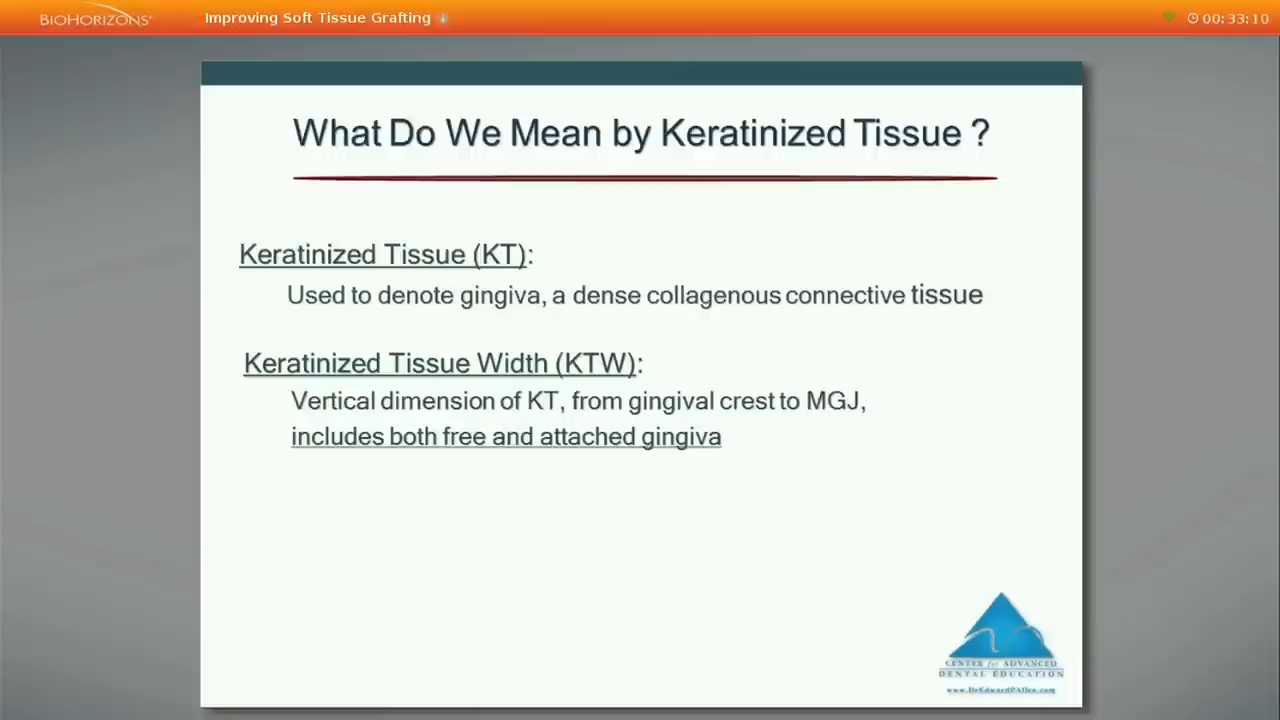 BIOHORIZONS®
Improving Soft Tissue Grafting
00:33:10
What Do We Mean by Keratinized Tissue ?
Keratinized Tissue (KT):
Used to denote gingiva, a dense collagenous connective tissue
Keratinized Tissue Width (KTW):
Vertical dimension of KT, from gingival crest to MGJ,
includes both free and attached gingiva
CENTER for ADVANCED
DENTAL EDUCATION
www.DrEdwardPAllen.com